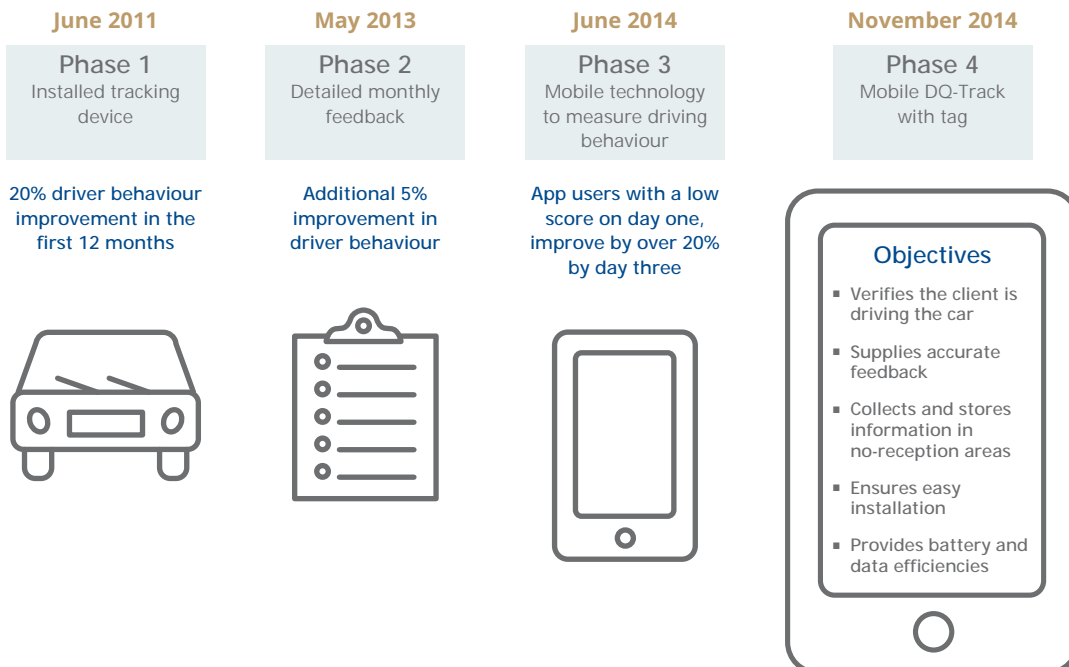 June 2011
Phase 1
Installed tracking
device
20% driver behaviour
improvement in the
first 12 months
May 2013
Phase 2
Detailed monthly
feedback
Additional 5%
improvement in
driver behaviour
June 2014
Phase 3
Mobile technology
to measure driving
behaviour
App users with a low
score on day one,
improve by over 20%
by day three
November 2014
Phase 4
Mobile DQ-Track
with tag
Objectives
▪ Verifies the client is
driving the car
▪ Supplies accurate
feedback
▪ Collects and stores
information in
no-reception areas
▪ Ensures easy
installation
▪ Provides battery and
data efficiencies